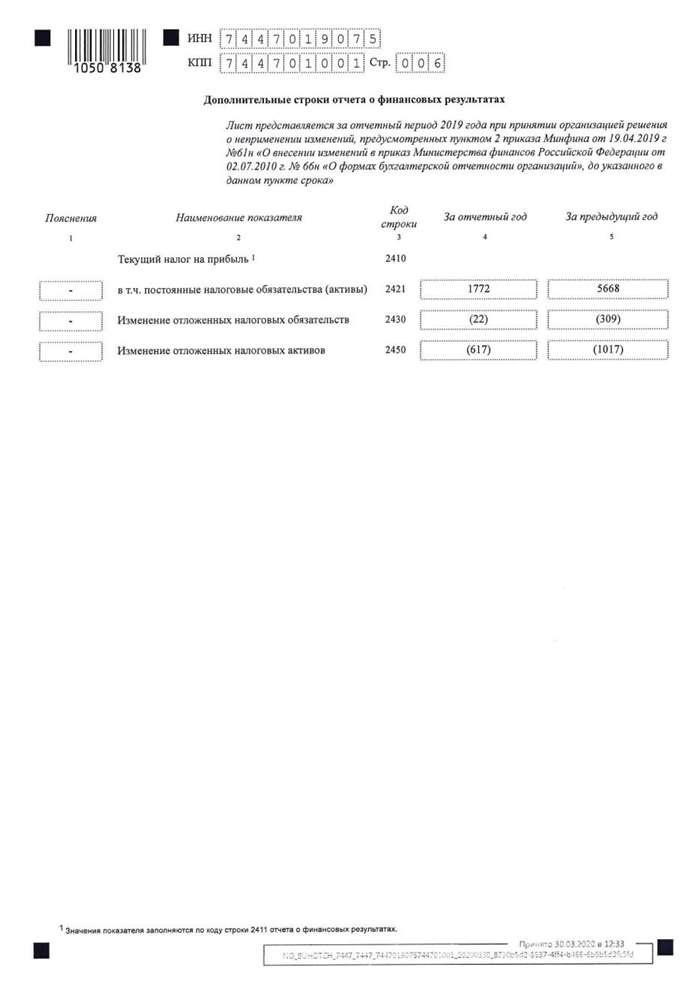 ИНН 7447019075
1050 8138
КПП 744701001 Стр. 006
Дополнительные строки отчета о финансовых результатах
Лист представляется за отчетный период 2019 года при принятии организацией решения
о неприменении изменений, предусмотренных пунктом 2 приказа Минфина от 19.04.2019 г
№61н «О внесении изменений в приказ Министерства финансов Российской Федерации от
02.07.2010 г. № 66н «О формах бухгалтерской отчетности организаций», до указанного в
данном пункте срока»
Пояснения Наименование показателя Код строки За отчетный год За предыдущий год
1 2 3 4 5
Текущий налог на прибыль 1 2410
- в т.ч. постоянные налоговые обязательства (активы) 2421 1772 5668
- Изменение отложенных налоговых обязательств 2430 (22) (309)
- Изменение отложенных налоговых активов 2450 (617) (1017)
1 Значения показателя заполняются по коду строки 2411 отчета о финансовых результатах.
Принято 30.03.2020 в 12:33